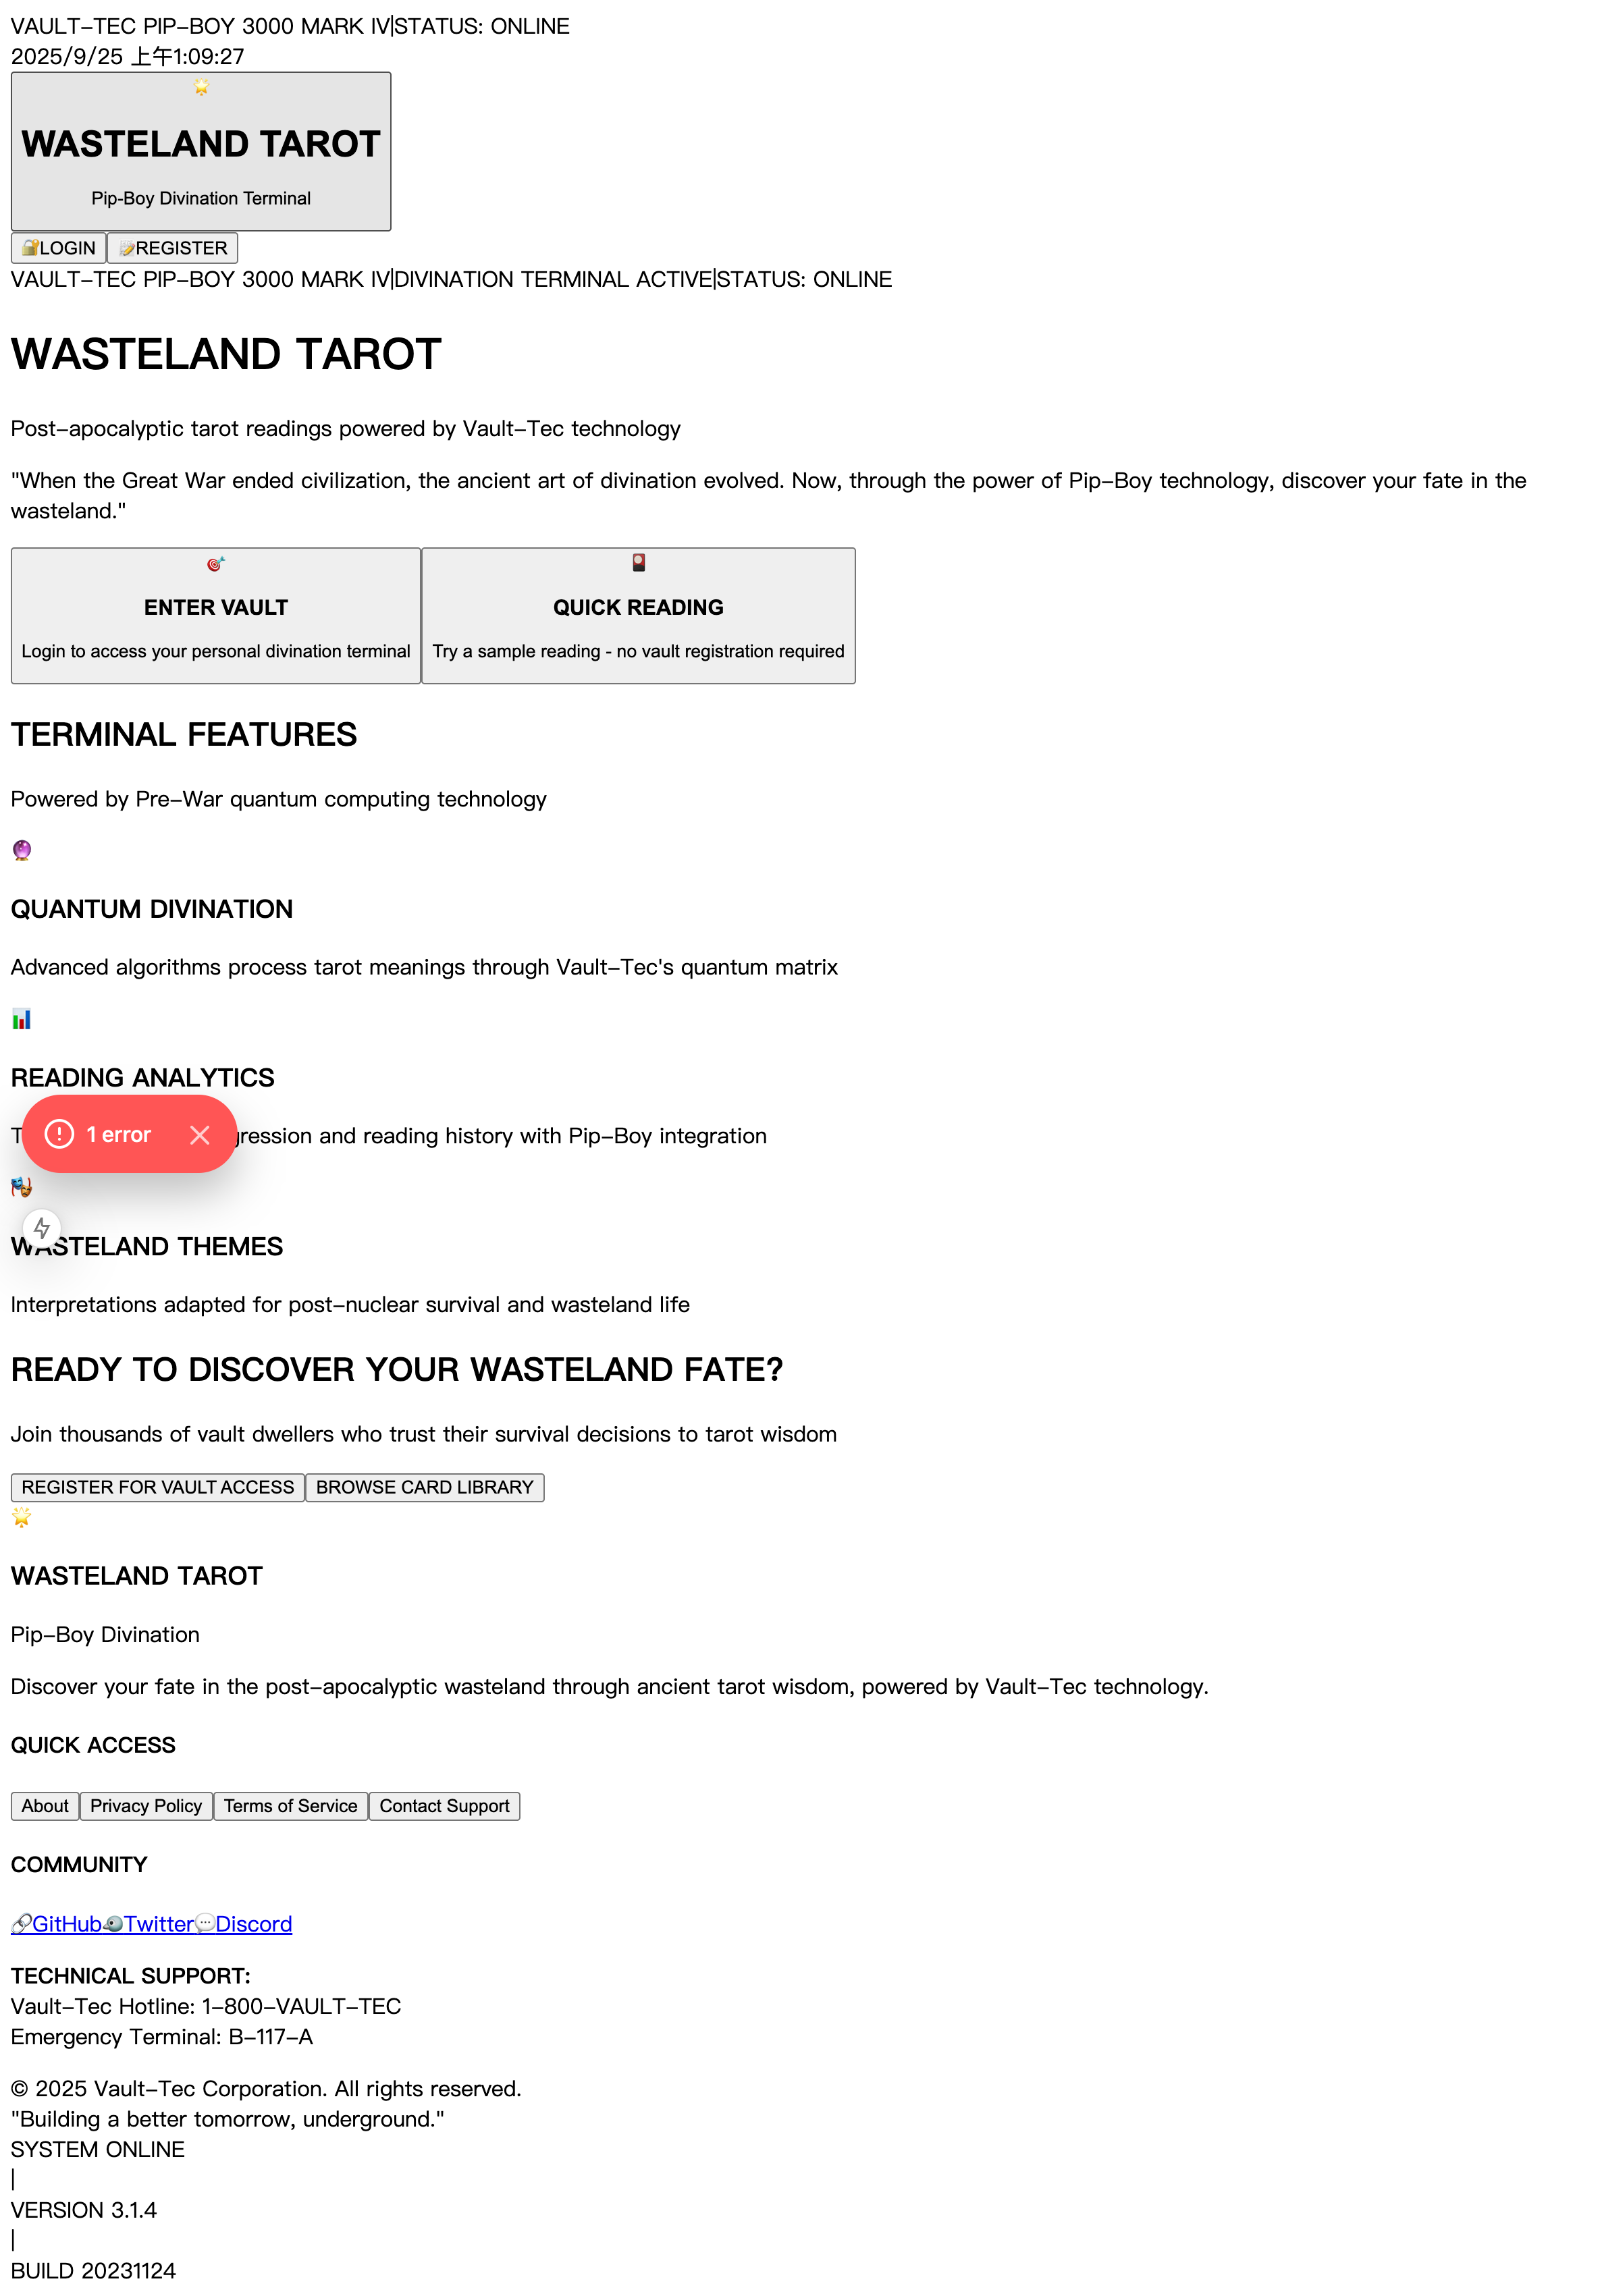 VAULT-TEC PIP-BOY 3000 MARK IV|STATUS: ONLINE
2025/9/25 上午1:09:27
WASTELAND TAROT
Pip-Boy Divination Terminal
LOGIN REGISTER
VAULT-TEC PIP-BOY 3000 MARK IV|DIVINATION TERMINAL ACTIVE|STATUS: ONLINE
WASTELAND TAROT
Post-apocalyptic tarot readings powered by Vault-Tec technology
"When the Great War ended civilization, the ancient art of divination evolved. Now, through the power of Pip-Boy technology, discover your fate in the
wasteland."
ENTER VAULT
Login to access your personal divination terminal
QUICK READING
Try a sample reading - no vault registration required
TERMINAL FEATURES
Powered by Pre-War quantum computing technology
QUANTUM DIVINATION
Advanced algorithms process tarot meanings through Vault-Tec's quantum matrix
READING ANALYTICS
1 error
and reading history with Pip-Boy integration
WASTELAND THEMES
Interpretations adapted for post-nuclear survival and wasteland life
READY TO DISCOVER YOUR WASTELAND FATE?
Join thousands of vault dwellers who trust their survival decisions to tarot wisdom
REGISTER FOR VAULT ACCESS BROWSE CARD LIBRARY
WASTELAND TAROT
Pip-Boy Divination
Discover your fate in the post-apocalyptic wasteland through ancient tarot wisdom, powered by Vault-Tec technology.
QUICK ACCESS
About Privacy Policy Terms of Service Contact Support
COMMUNITY
GitHub Twitter Discord
TECHNICAL SUPPORT:
Vault-Tec Hotline: 1-800-VAULT-TEC
Emergency Terminal: B-117-A
© 2025 Vault-Tec Corporation. All rights reserved.
"Building a better tomorrow, underground."
SYSTEM ONLINE
|
VERSION 3.1.4
|
BUILD 20231124